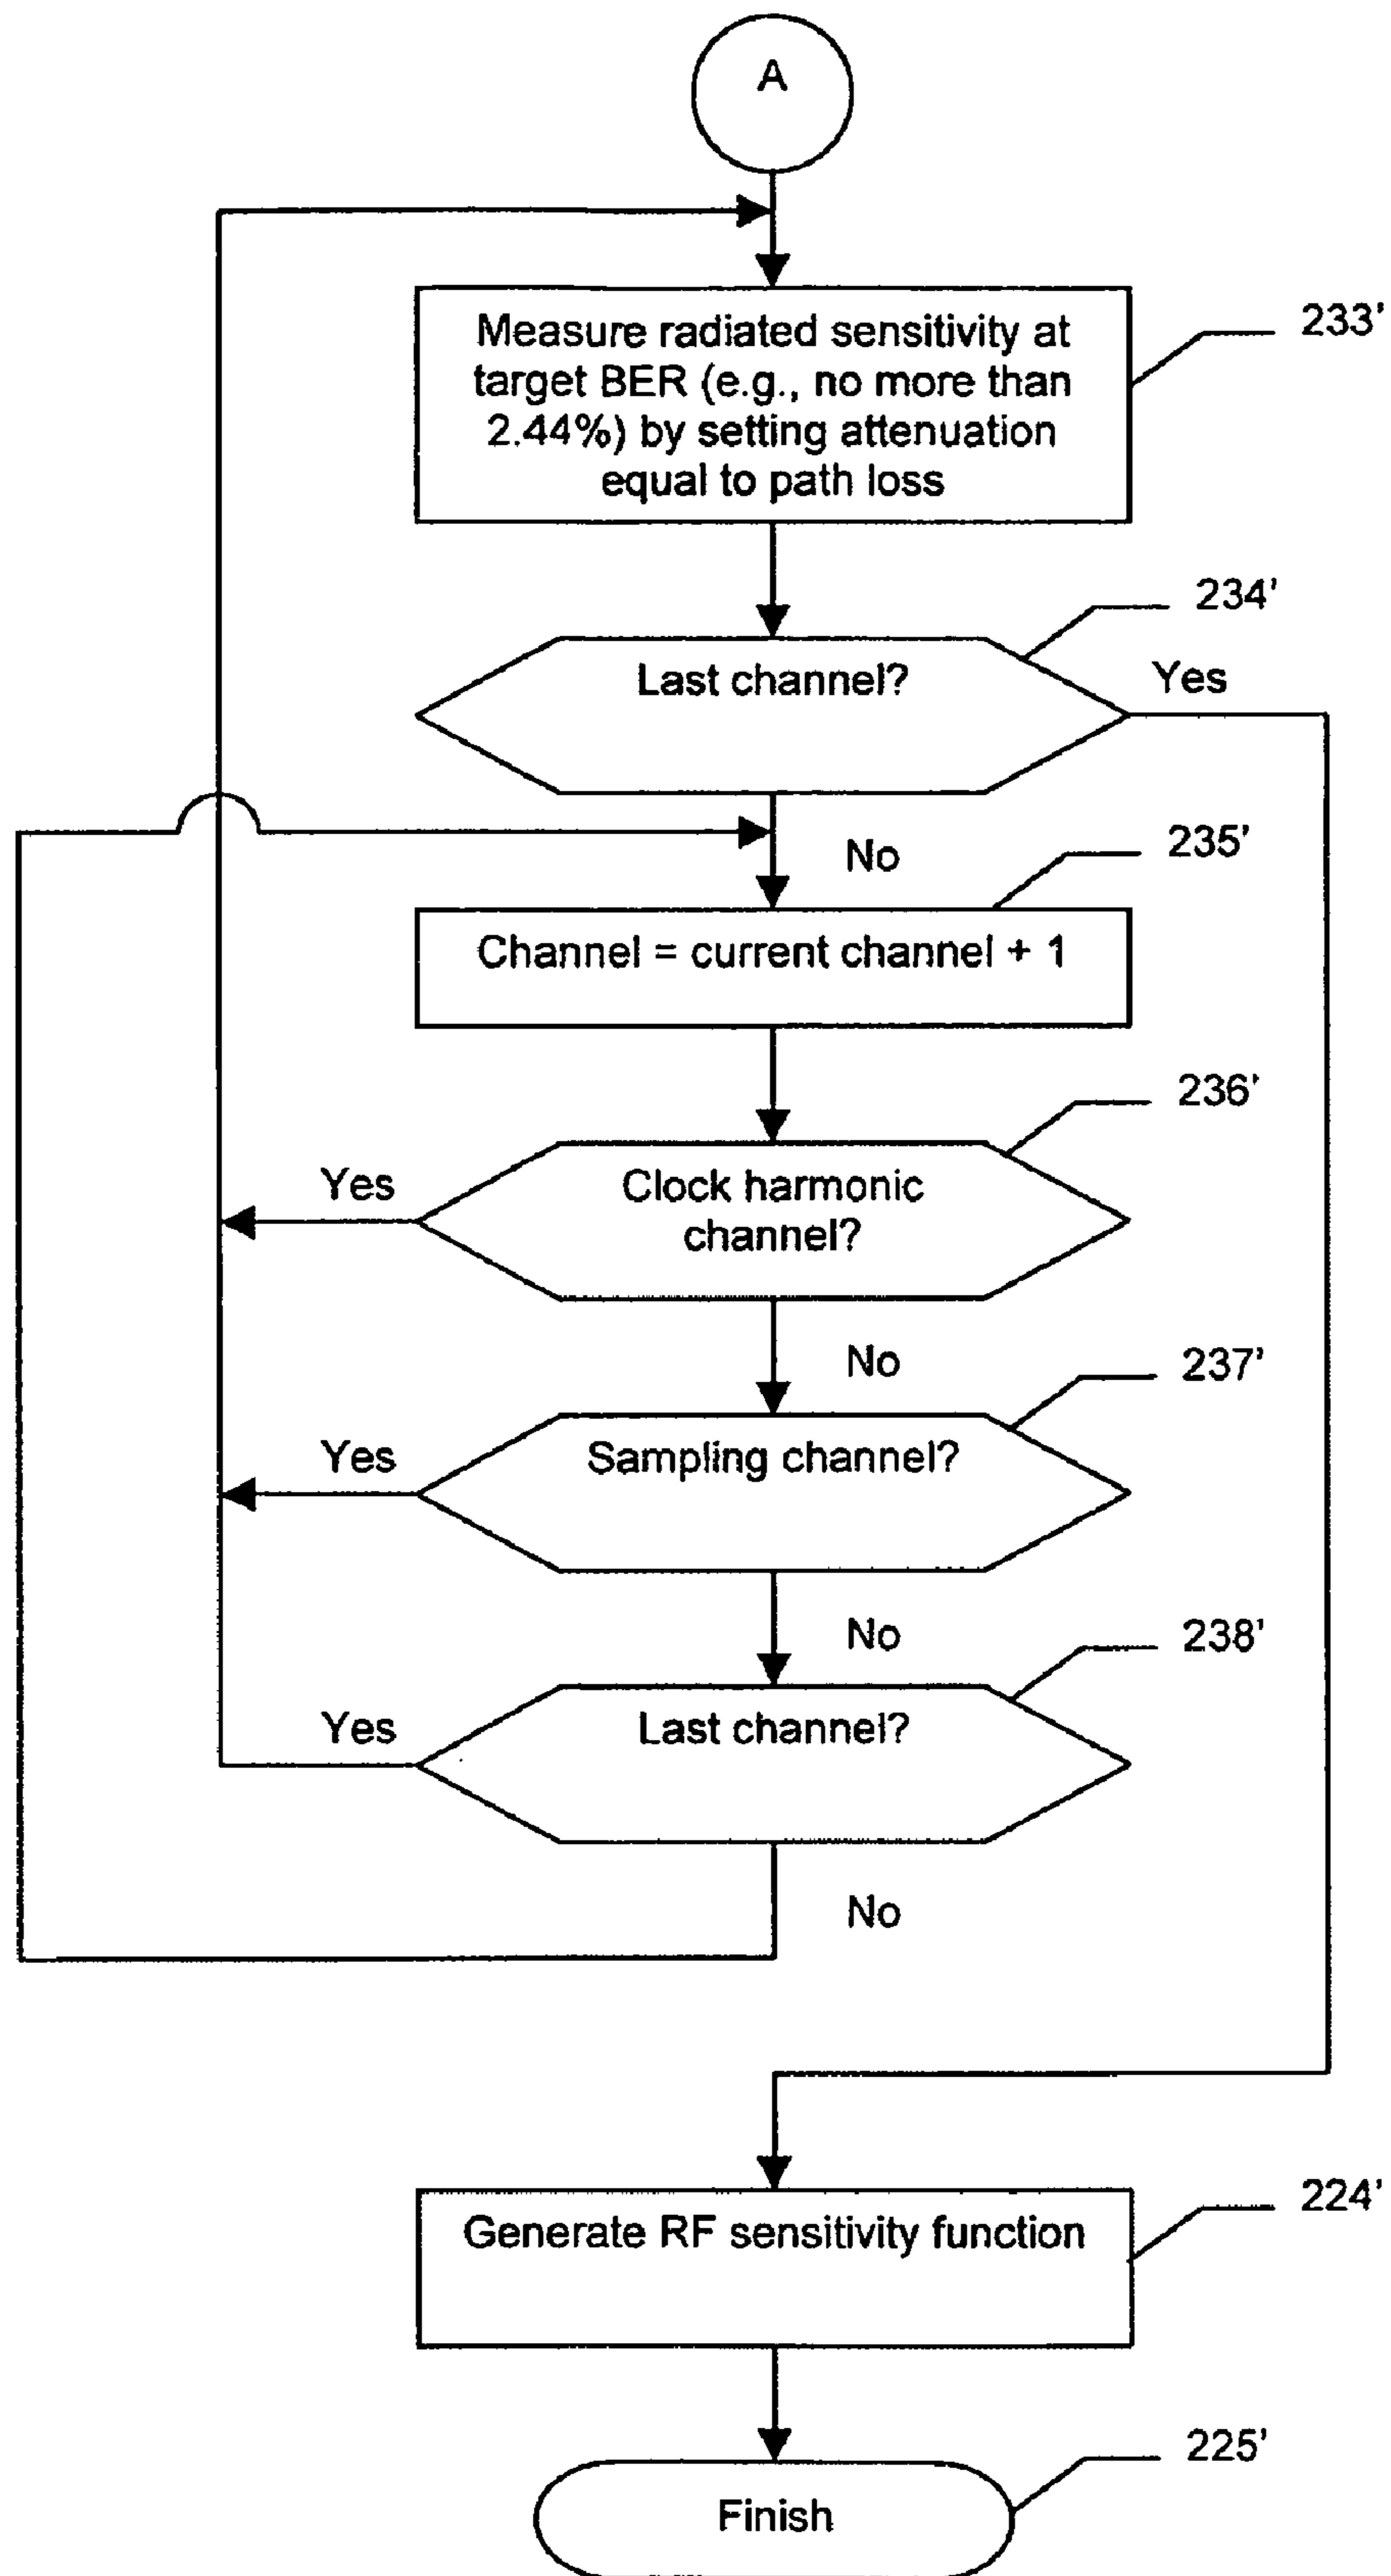 A
Measure radiated sensitivity at
target BER (e.g., no more than
2.44%) by setting attenuation
equal to path loss
233'
234'
Last channel?
Yes
No
235'
Channel = current channel + 1
236'
Yes
Clock harmonic
channel?
No
237'
Yes
Sampling channel?
No
238'
Yes
Last channel?
No
224'
Generate RF sensitivity function
225'
Finish